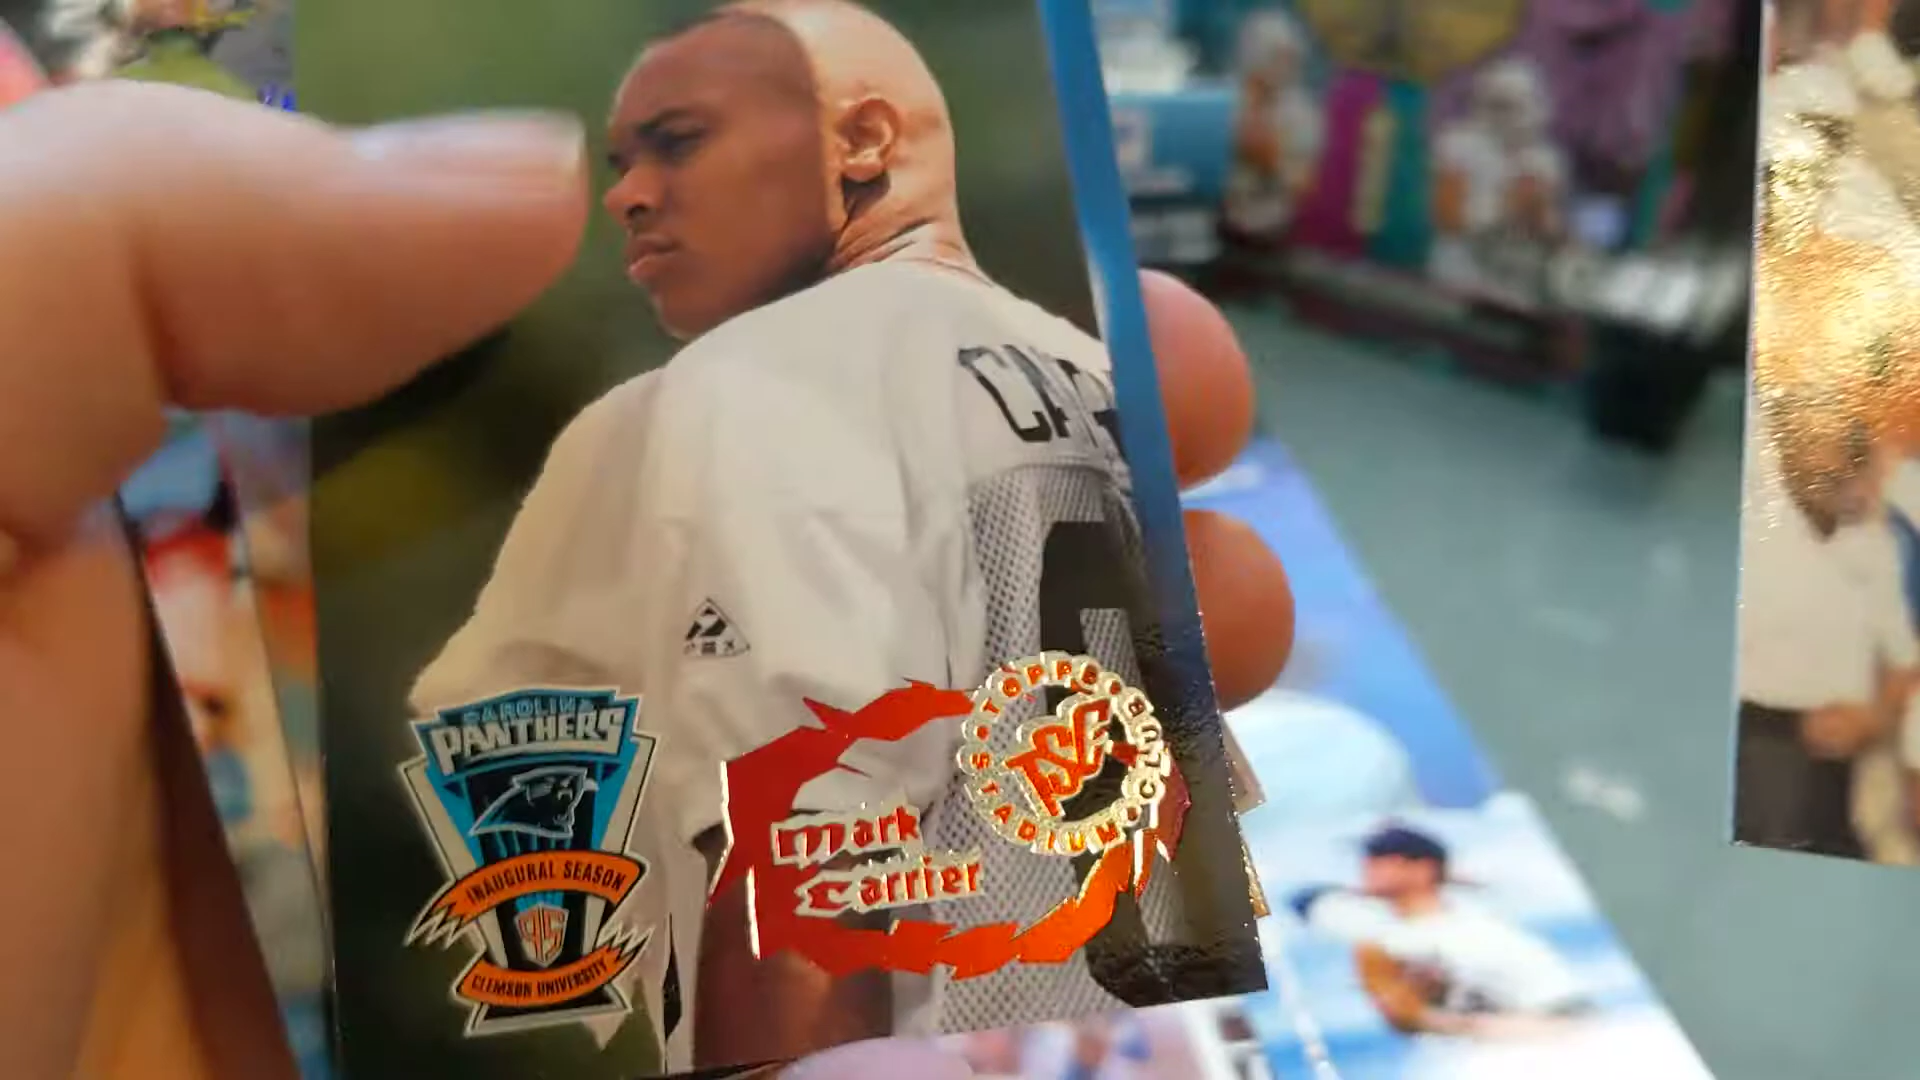 CAROLINA
PANTHERS
INAUGURAL SEASON
95
CLEMSON UNIVERSITY
Mark
Carrier
TOPPS STADIUM CLUB
TSC